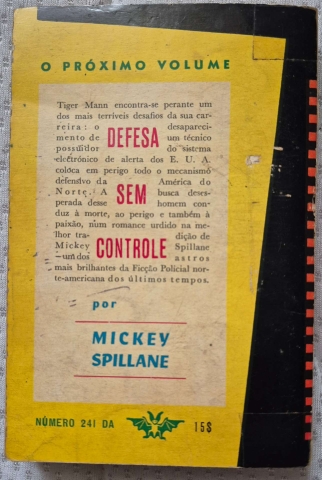 O PRÓXIMO VOLUME
Tiger Mann encontra-se perante um
dos mais terríveis desafios da sua car-
reira: o desapareci-
mento de DEFESA um técnico
possuidor do sistema
electrónico de alerta dos E. U. A.
coloca em perigo todo o mecanismo
defensivo da América do
Norte. A SEM busca deses-
perada desse homem con-
duz à morte, ao perigo e também à
paixão, num romance urdido na me-
lhor tra- dição de
Mickey CONTROLE Spillane
—um dos astros
mais brilhantes da Ficção Policial nor-
te-americana dos últimos tempos.
por
MICKEY
SPILLANE
NÚMERO 241 DA 15$